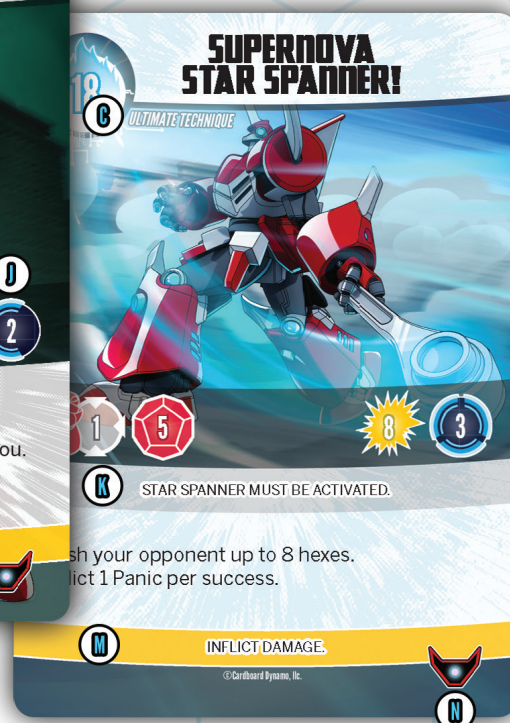 SUPERNOVA
STAR SPANNER!
18
C
ULTIMATE TECHNIQUE
J
2
1
5
8
3
ou.
K
STAR SPANNER MUST BE ACTIVATED.
sh your opponent up to 8 hexes.
lict 1 Panic per success.
M
INFLICT DAMAGE.
©Cardboard Dynamo, llc.
N